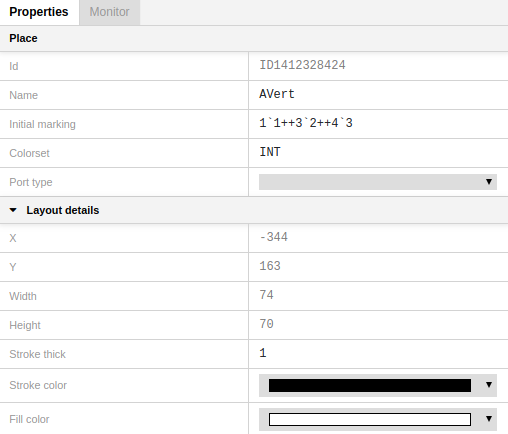 Properties Monitor
Place
Id ID1412328424
Name AVert
Initial marking 1`1++3`2++4`3
Colorset INT
Port type
Layout details
X -344
Y 163
Width 74
Height 70
Stroke thick 1
Stroke color
Fill color